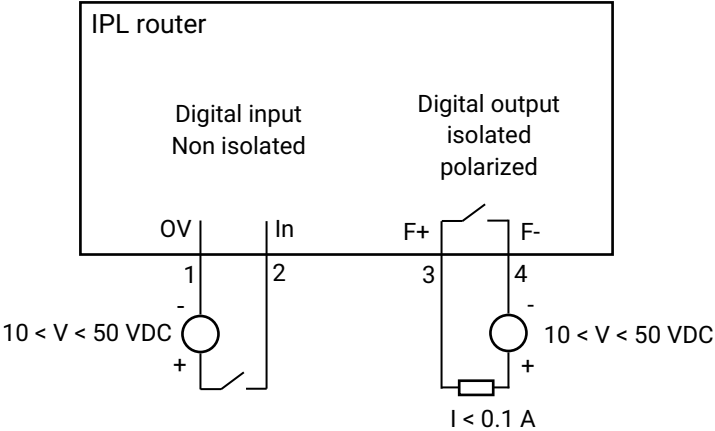 IPL router
Digital input
Non isolated
Digital output
isolated
polarized
OV
In
F+
F-
1
2
3
4
-
10 < V < 50 VDC
+
-
10 < V < 50 VDC
+
I < 0.1 A